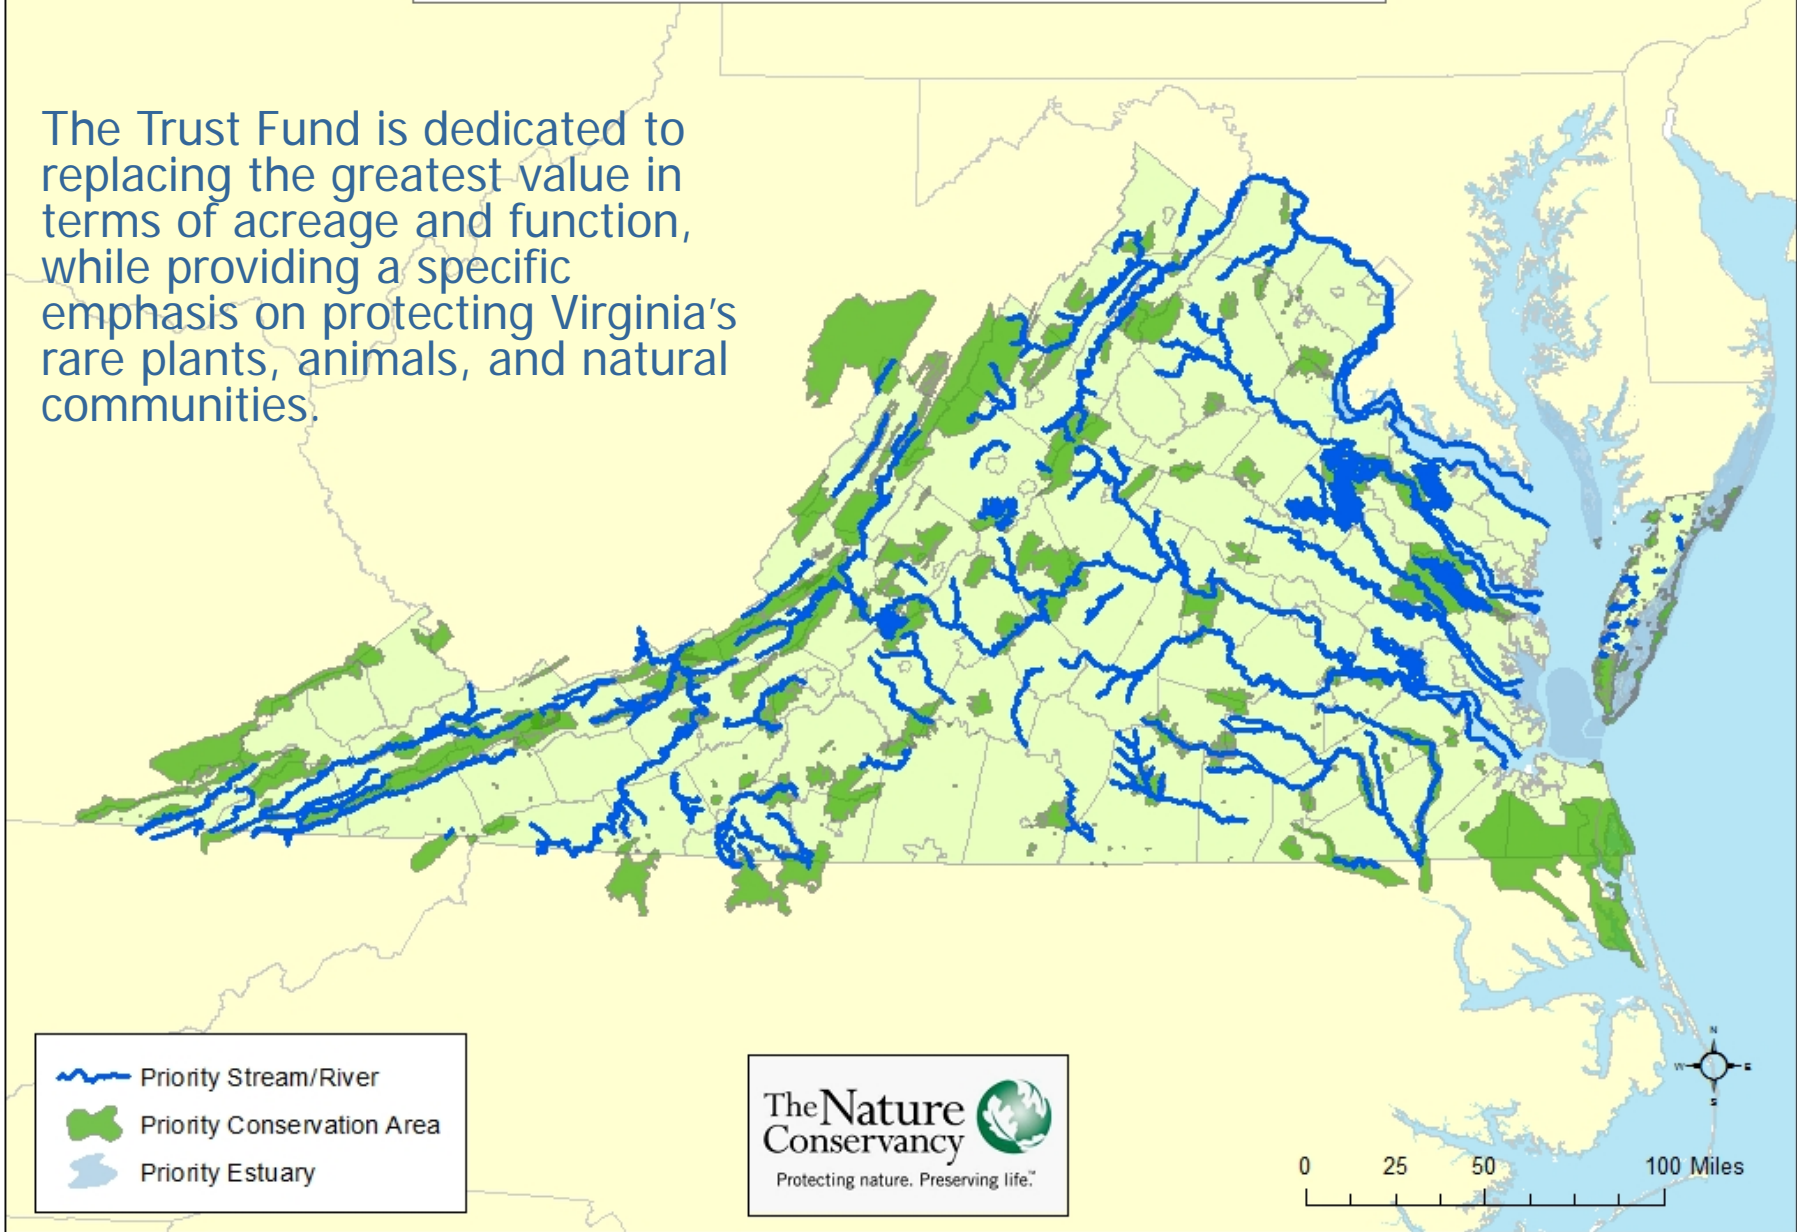 The Trust Fund is dedicated to
replacing the greatest value in
terms of acreage and function,
while providing a specific
emphasis on protecting Virginia's
rare plants, animals, and natural
communities.
Priority Stream/River
Priority Conservation Area
Priority Estuary
The Nature
Conservancy
Protecting nature. Preserving life.™
N
W E
S
0 25 50 100 Miles